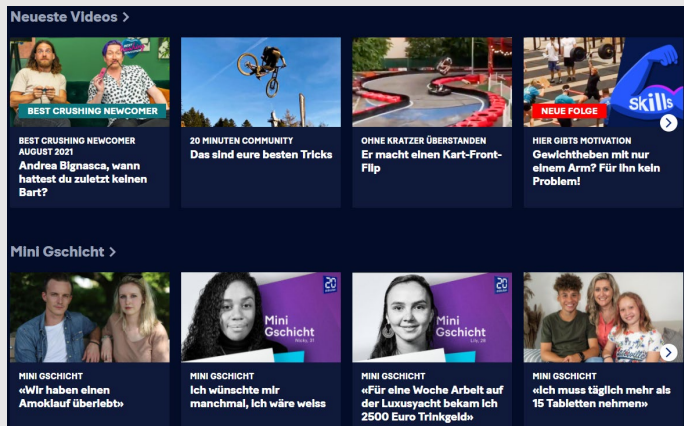 Neueste Videos >
BEST CRUSHING NEWCOMER
NEUE FOLGE
Skills
BEST CRUSHING NEWCOMER
AUGUST 2021
Andrea Bignasca, wann
hattest du zuletzt keinen
Bart?
20 MINUTEN COMMUNITY
Das sind eure besten Tricks
OHNE KRATZER ÜBERSTANDEN
Er macht einen Kart-Front-
Flip
HIER GIBTS MOTIVATION
Gewichtheben mit nur
einem Arm? Für ihn kein
Problem!
Mini Gschicht >
20
Mini
Gschicht
20
Mini
Gschicht
Lily, 28
MINI GSCHICHT
«Wir haben einen
Amoklauf überlebt»
MINI GSCHICHT
Ich wünschte mir
manchmal, ich wäre weiss
MINI GSCHICHT
«Für eine Woche Arbeit auf
der Luxusyacht bekam ich
2500 Euro Trinkgeld»
MINI GSCHICHT
«Ich muss täglich mehr als
15 Tabletten nehmen»